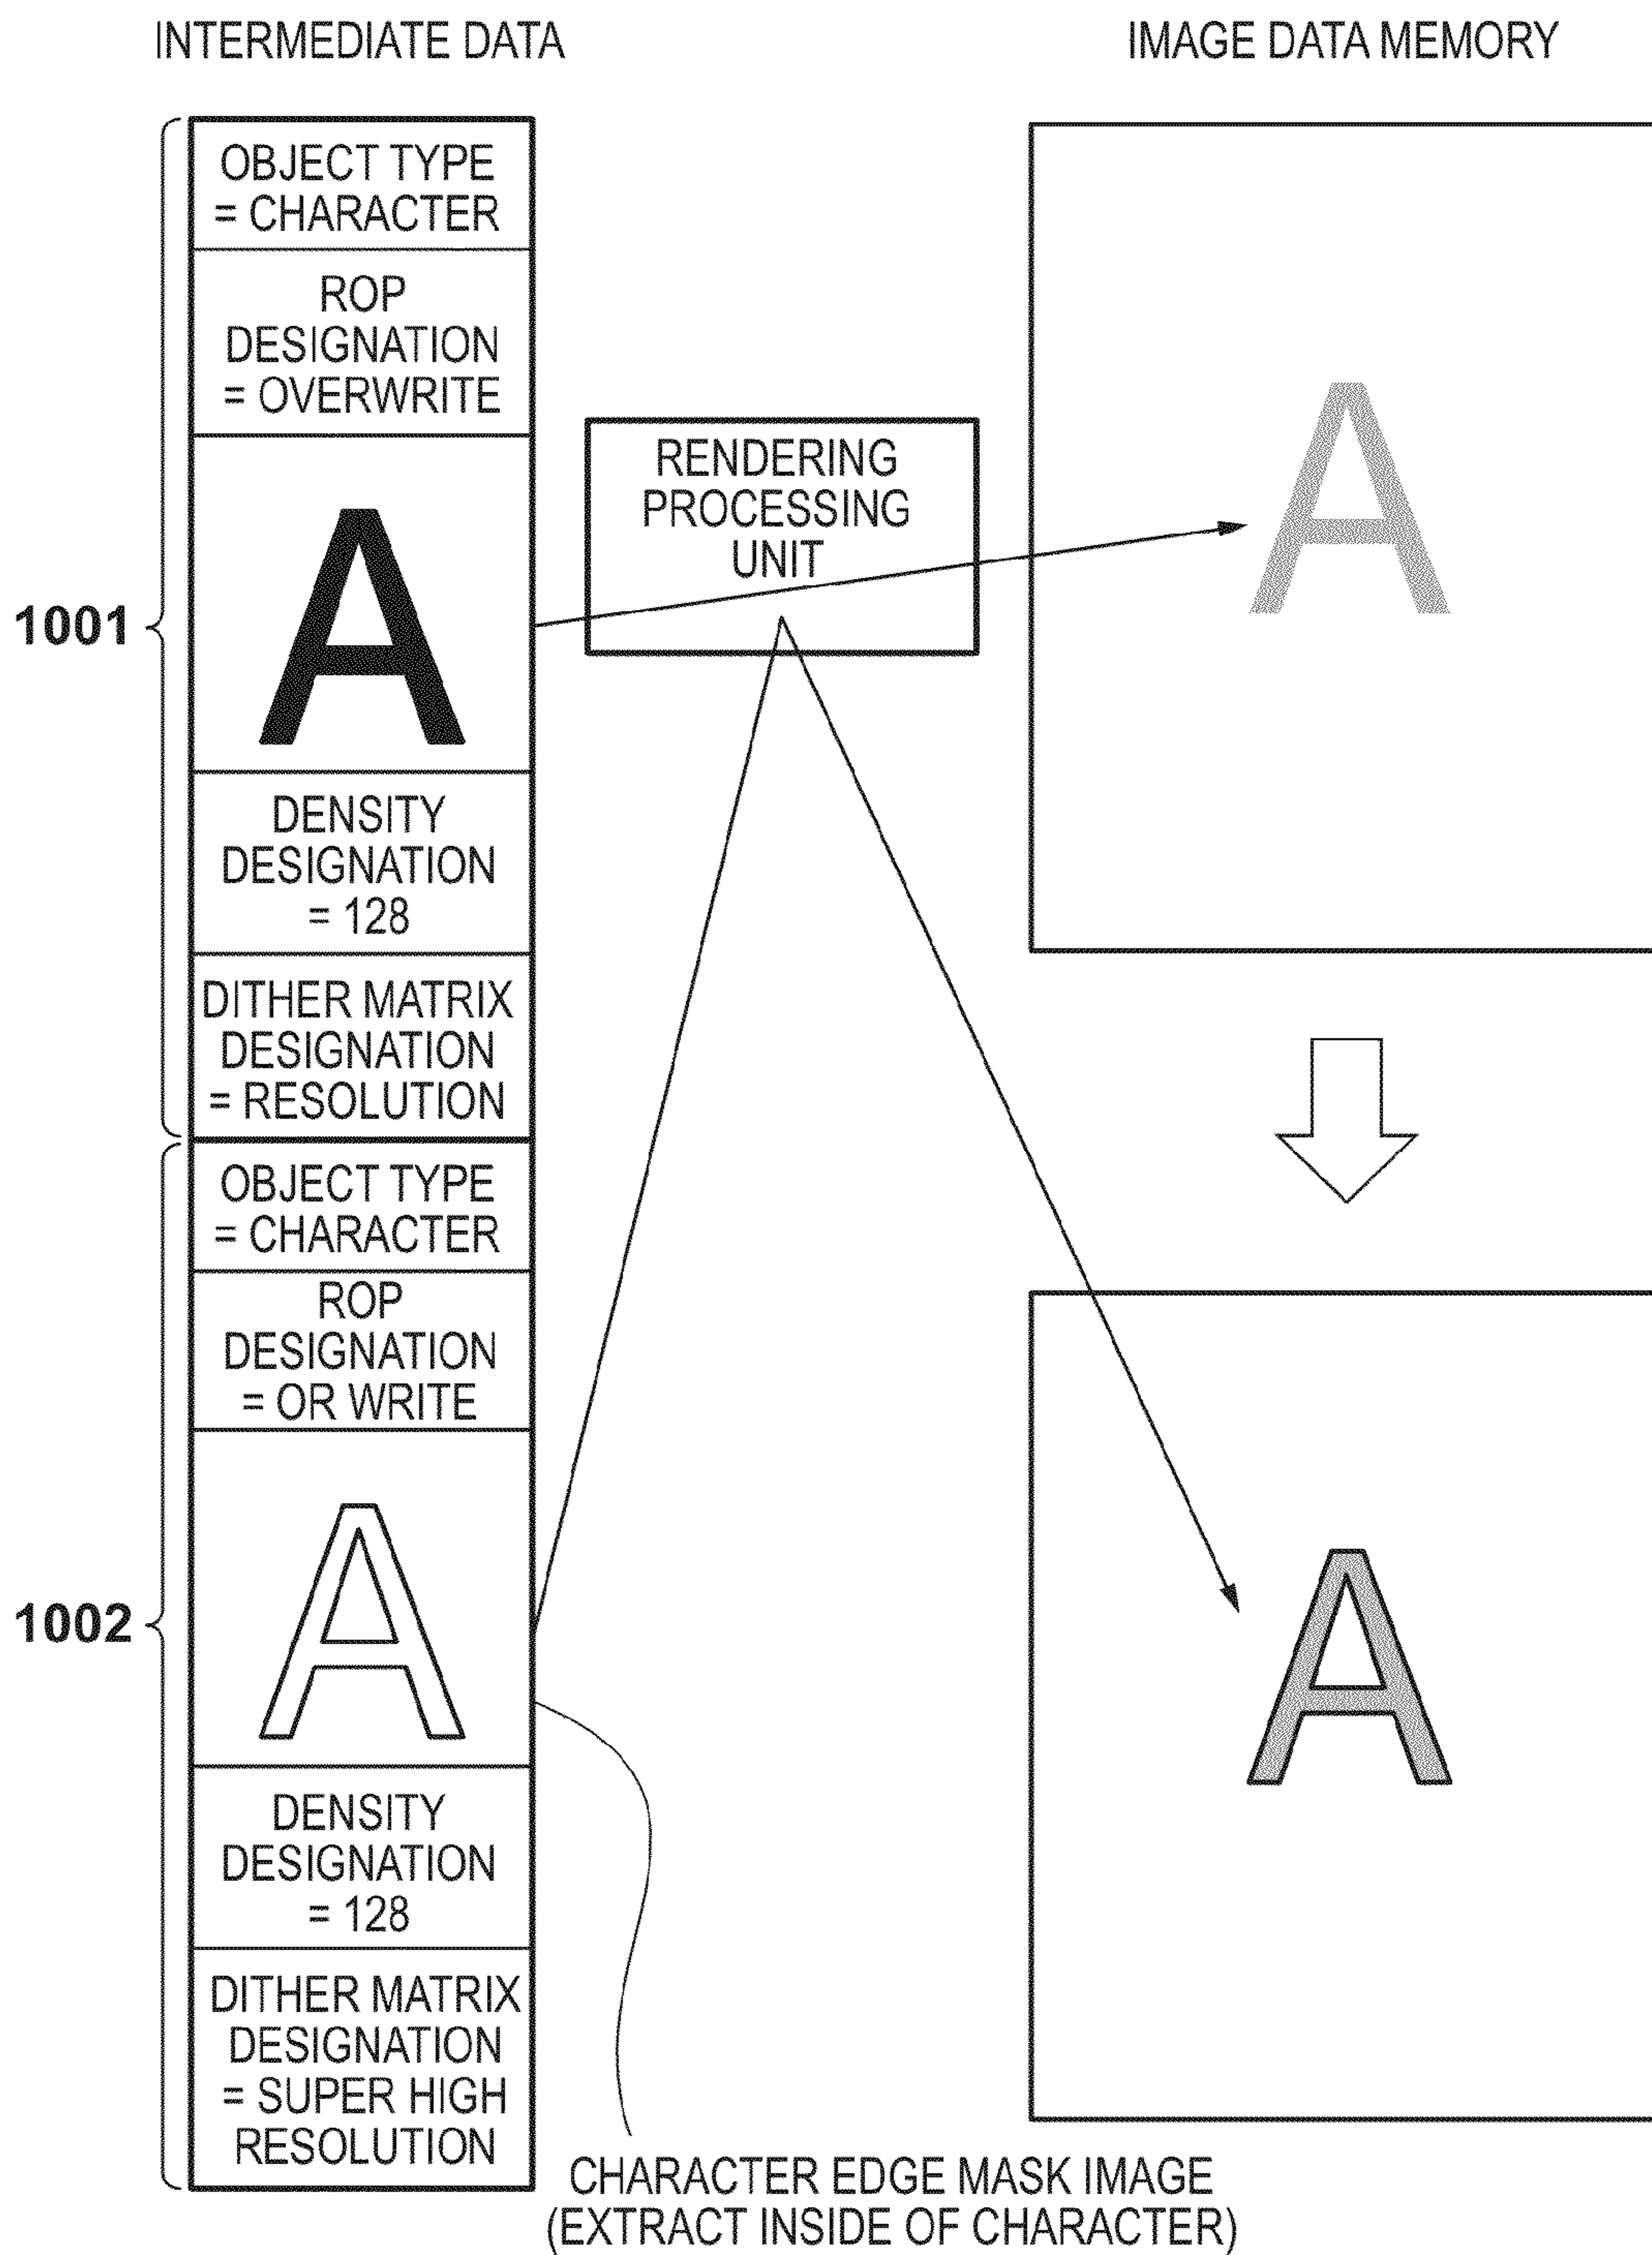 INTERMEDIATE DATA
IMAGE DATA MEMORY
1001
OBJECT TYPE
= CHARACTER
ROP
DESIGNATION
= OVERWRITE
A
DENSITY
DESIGNATION
= 128
DITHER MATRIX
DESIGNATION
= RESOLUTION
RENDERING
PROCESSING
UNIT
A
1002
OBJECT TYPE
= CHARACTER
ROP
DESIGNATION
= OR WRITE
A
DENSITY
DESIGNATION
= 128
DITHER MATRIX
DESIGNATION
= SUPER HIGH
RESOLUTION
A
CHARACTER EDGE MASK IMAGE
(EXTRACT INSIDE OF CHARACTER)